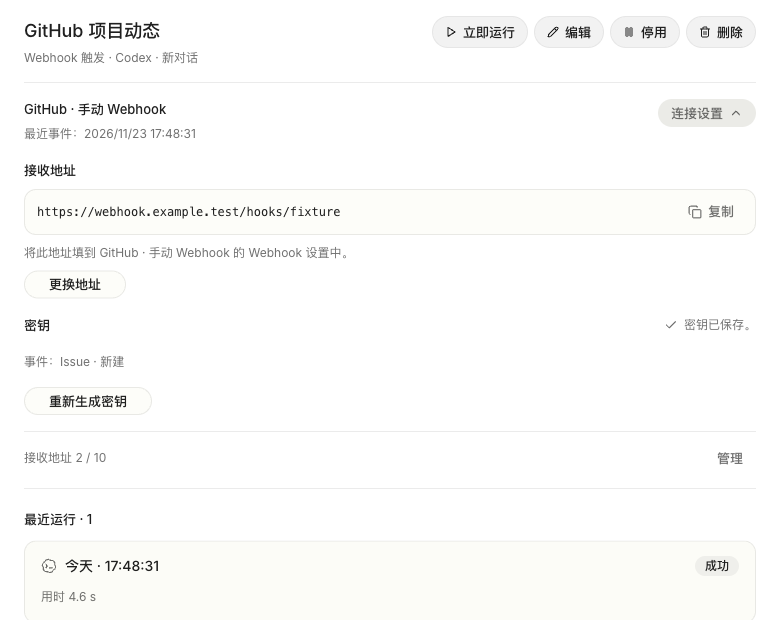 GitHub 项目动态
立即运行
编辑
停用
删除
Webhook 触发 · Codex · 新对话
GitHub · 手动 Webhook
连接设置
最近事件：2026/11/23 17:48:31
接收地址
https://webhook.example.test/hooks/fixture
复制
将此地址填到 GitHub · 手动 Webhook 的 Webhook 设置中。
更换地址
密钥
密钥已保存。
事件：Issue · 新建
重新生成密钥
接收地址 2 / 10
管理
最近运行 · 1
今天 · 17:48:31
成功
用时 4.6 s